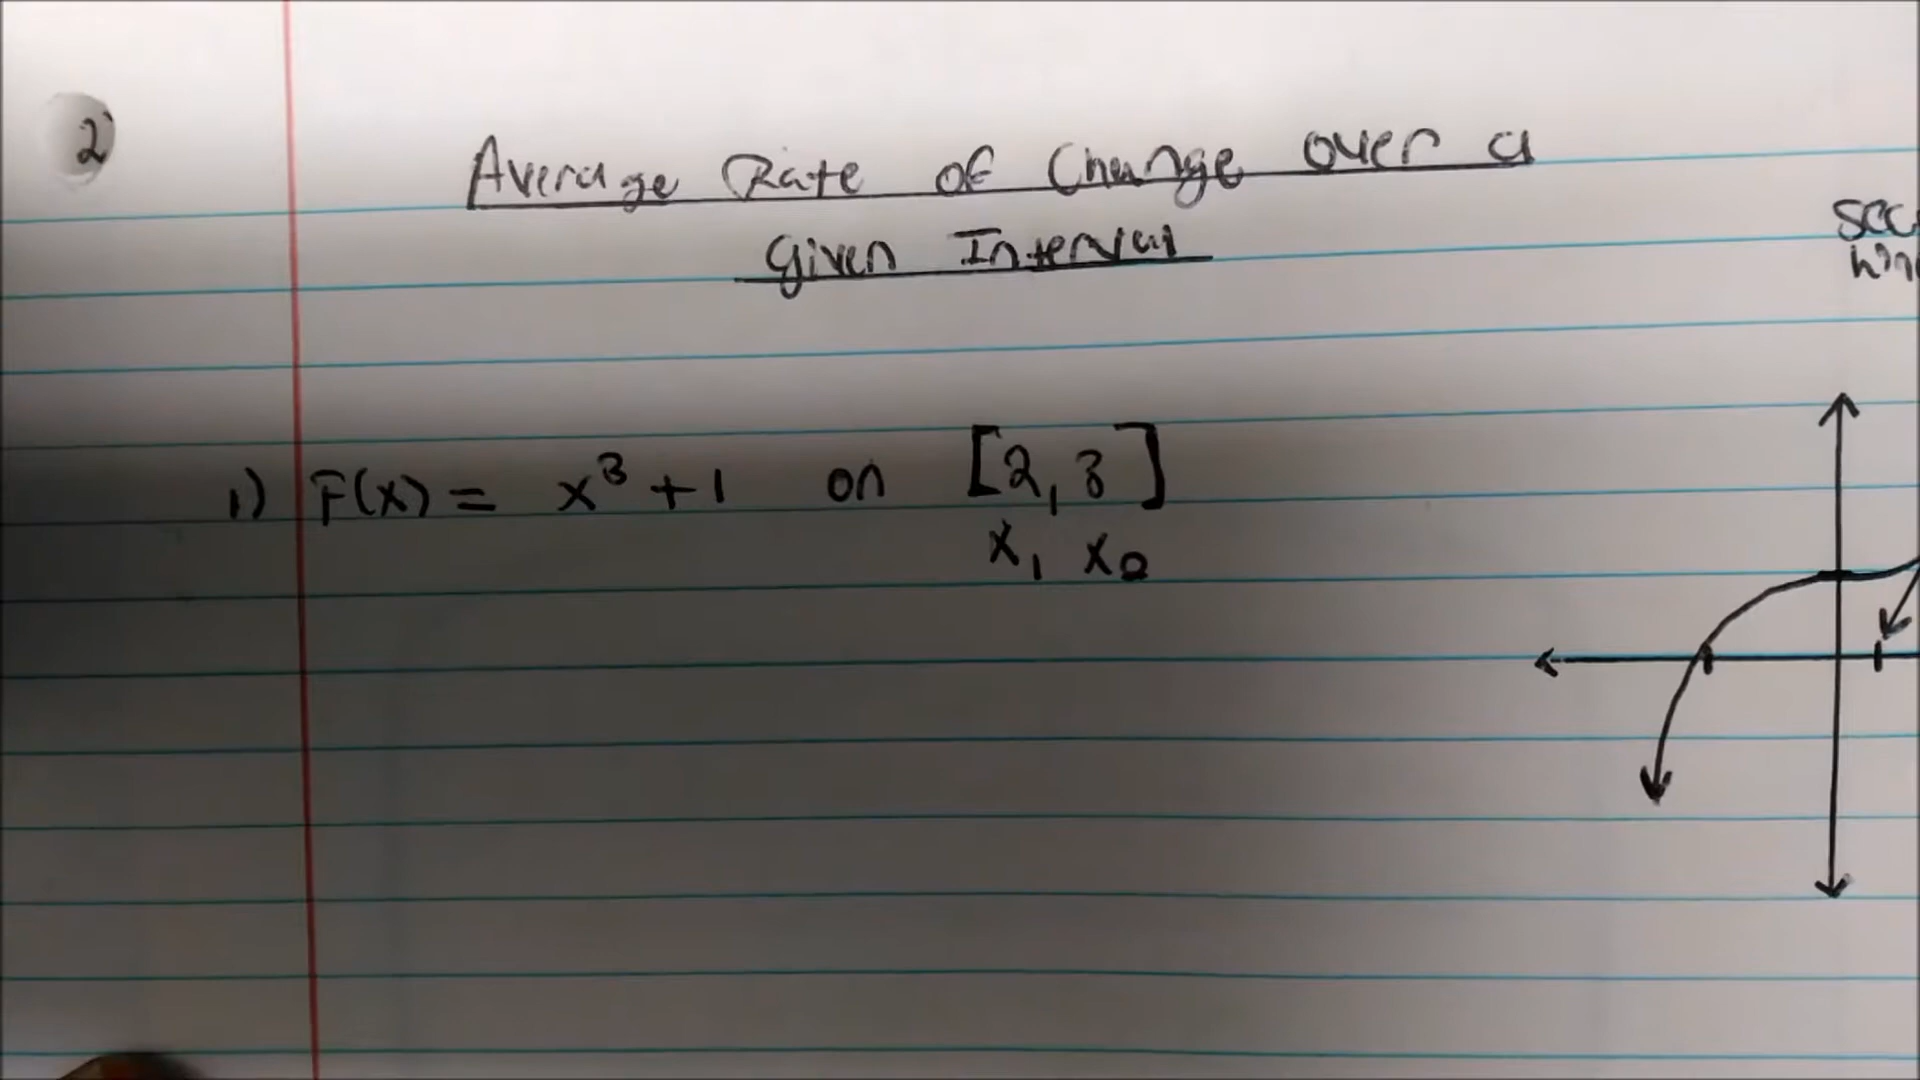 2
Average Rate of Change over a
Given Interval
1) F(x) = x³ + 1 on [2, 3]
x₁ x₂